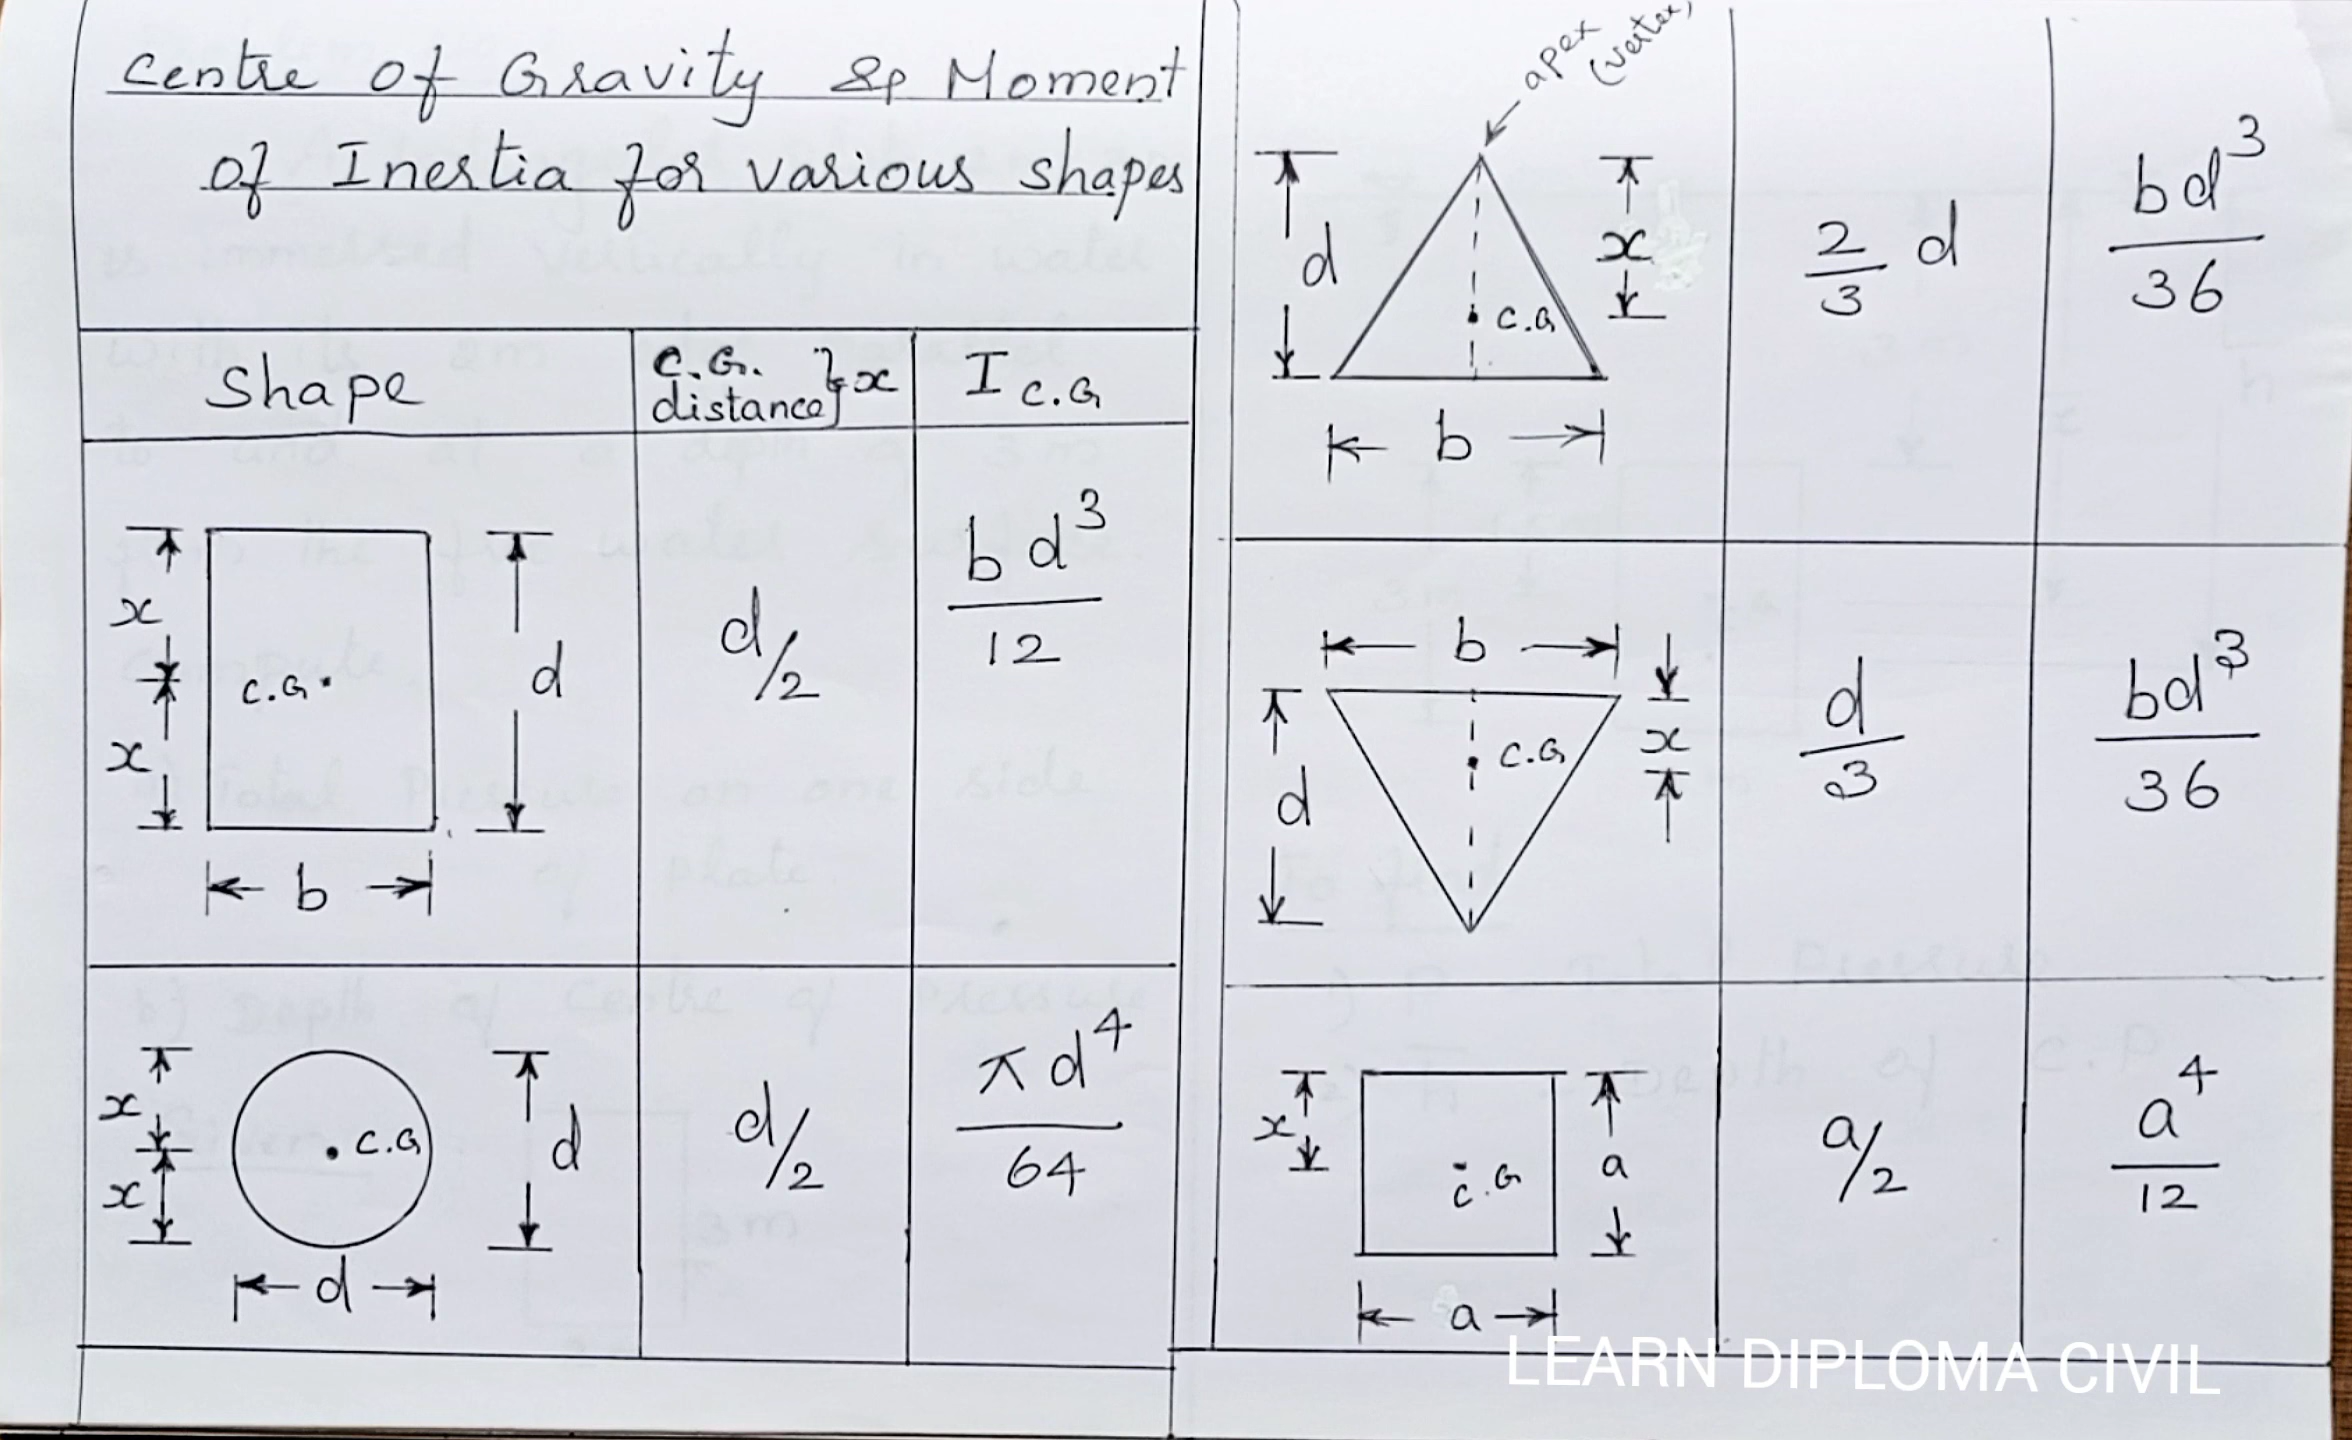 Centre of Gravity & Moment
of Inertia for various shapes
Shape
C.G. distance } x
I C.G
x
x
c.G
d
b
d/2
bd³/12
x
x
c.G
d
d
d/2
πd⁴/64
apex
(vertex)
d
x
c.G
b
2/3 d
bd³/36
b
x
c.G
d
d/3
bd³/36
x
c.G
a
a
a/2
a⁴/12
LEARN DIPLOMA CIVIL